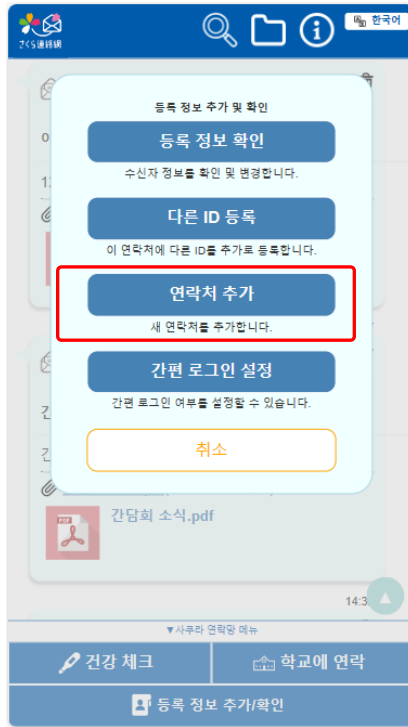 さくら連絡網
한국어
등록 정보 추가 및 확인
등록 정보 확인
수신자 정보를 확인 및 변경합니다.
다른 ID 등록
이 연락처에 다른 ID를 추가로 등록합니다.
연락처 추가
새 연락처를 추가합니다.
간편 로그인 설정
간편 로그인 여부를 설정할 수 있습니다.
취소
PDF
간담회 소식.pdf
14:3
▼사쿠라 연락망 메뉴
건강 체크
학교에 연락
등록 정보 추가/확인